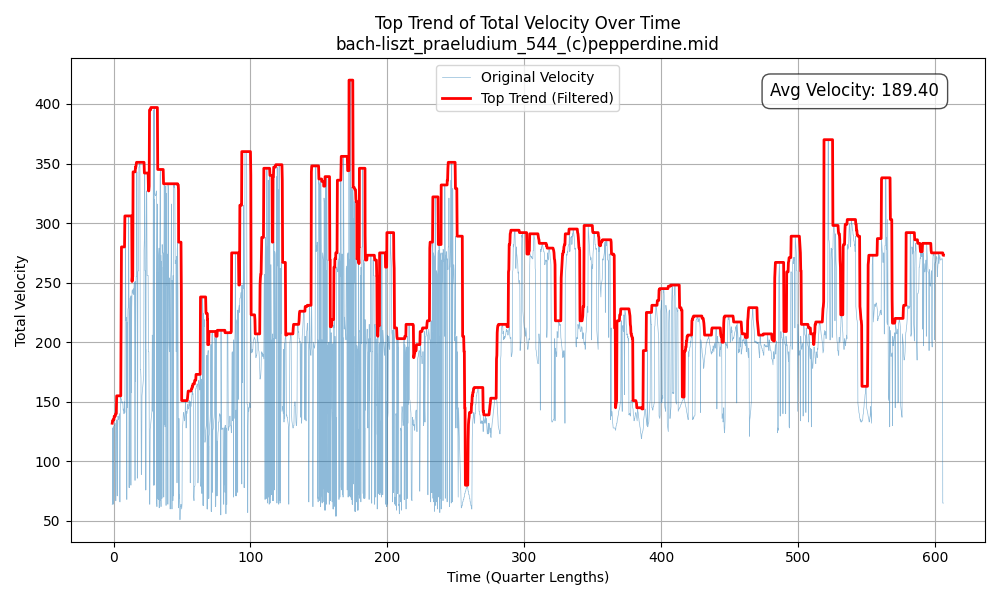 Top Trend of Total Velocity Over Time
bach-liszt_praeludium_544_(c)pepperdine.mid
Original Velocity
Top Trend (Filtered)
Avg Velocity: 189.40
Total Velocity
400
350
300
250
200
150
100
50
0 100 200 300 400 500 600
Time (Quarter Lengths)